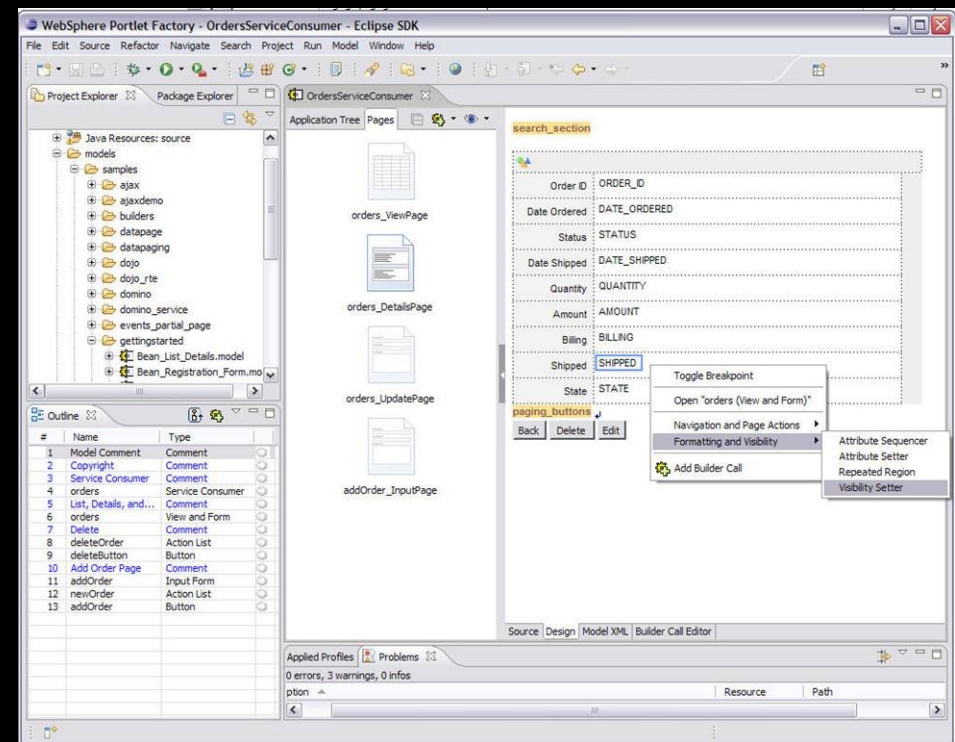 WebSphere Portlet Factory - OrdersServiceConsumer - Eclipse SDK
File Edit Source Refactor Navigate Search Project Run Model Window Help
Project Explorer Package Explorer
Java Resources: source
models
samples
ajax
ajaxdemo
builders
datapage
datapaging
dojo
dojo_rte
domino
domino_service
events_partial_page
gettingstarted
Bean_List_Details.model
Bean_Registration_Form.mo
Outline
# Name Type
1 Model Comment Comment
2 Copyright Comment
3 Service Consumer Comment
4 orders Service Consumer
5 List, Details, and... Comment
6 orders View and Form
7 Delete Comment
8 deleteOrder Action List
9 deleteButton Button
10 Add Order Page Comment
11 addOrder Input Form
12 newOrder Action List
13 addOrder Button
OrdersServiceConsumer
Application Tree Pages
orders_ViewPage
orders_DetailsPage
orders_UpdatePage
addOrder_InputPage
search_section
Order ID ORDER_ID
Date Ordered DATE_ORDERED
Status STATUS
Date Shipped DATE_SHIPPED
Quantity QUANTITY
Amount AMOUNT
Billing BILLING
Shipped SHIPPED
State STATE
paging_buttons
Back Delete Edit
Toggle Breakpoint
Open "orders (View and Form)"
Navigation and Page Actions
Formatting and Visibility
Add Builder Call
Attribute Sequencer
Attribute Setter
Repeated Region
Visibility Setter
Source Design Model XML Builder Call Editor
Applied Profiles Problems
0 errors, 3 warnings, 0 infos
ption Resource Path